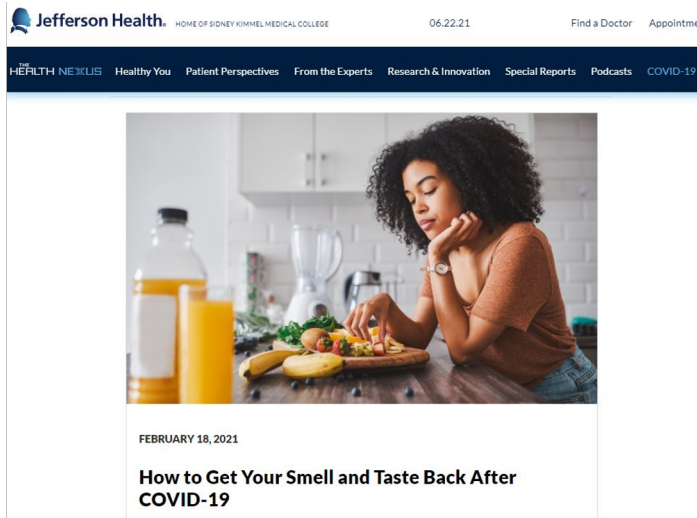 Jefferson Health. HOME OF SIDNEY KIMMEL MEDICAL COLLEGE 06.22.21 Find a Doctor Appointme
THE
HEALTH NEXUS Healthy You Patient Perspectives From the Experts Research & Innovation Special Reports Podcasts COVID-19
FEBRUARY 18, 2021
How to Get Your Smell and Taste Back After
COVID-19